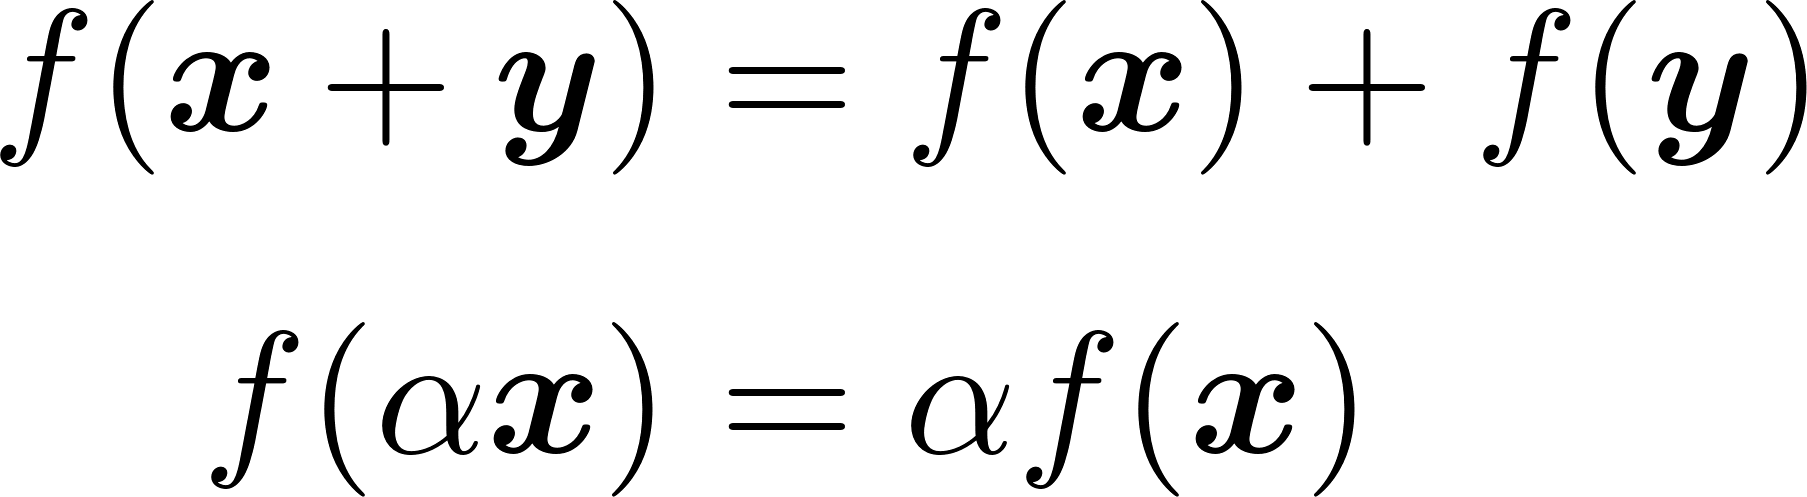 f(𝒙 + 𝒚) = f(𝒙) + f(𝒚)
f(α𝒙) = αf(𝒙)